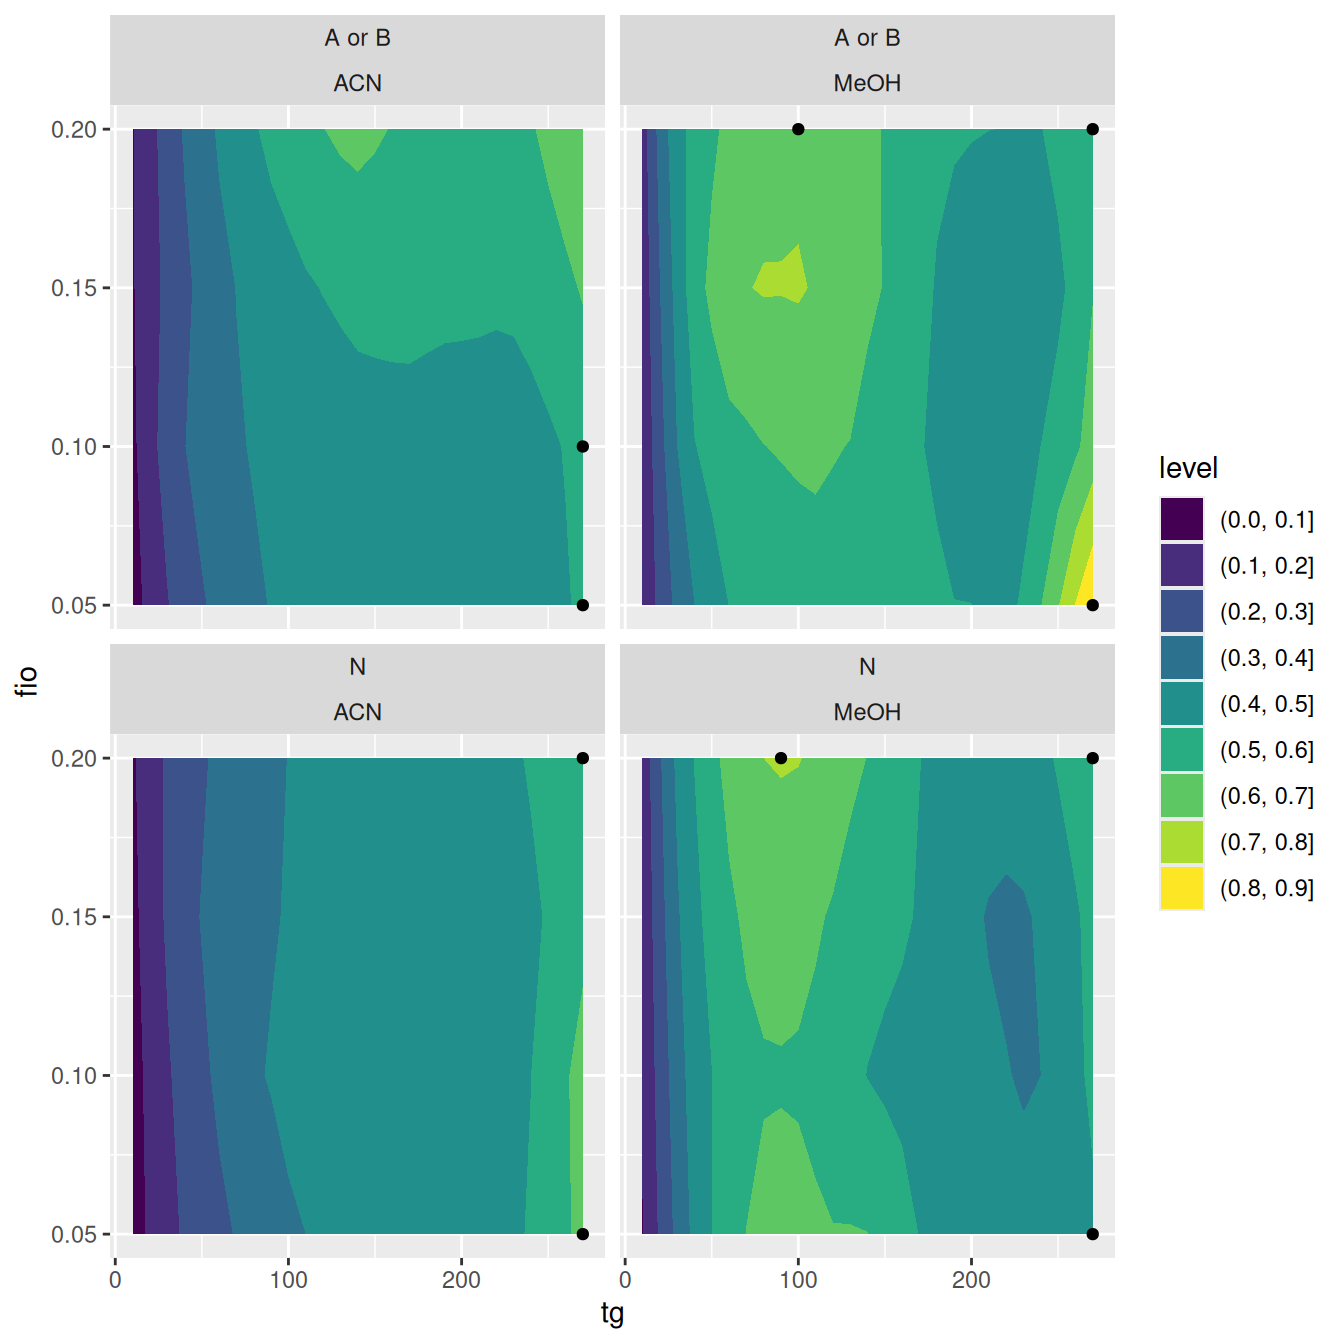 A or B
ACN
A or B
MeOH
0.20
0.15
0.10
0.05
N
ACN
N
MeOH
0.20
0.15
0.10
0.05
0
100
200
0
100
200
tg
fio
level
(0.0, 0.1]
(0.1, 0.2]
(0.2, 0.3]
(0.3, 0.4]
(0.4, 0.5]
(0.5, 0.6]
(0.6, 0.7]
(0.7, 0.8]
(0.8, 0.9]